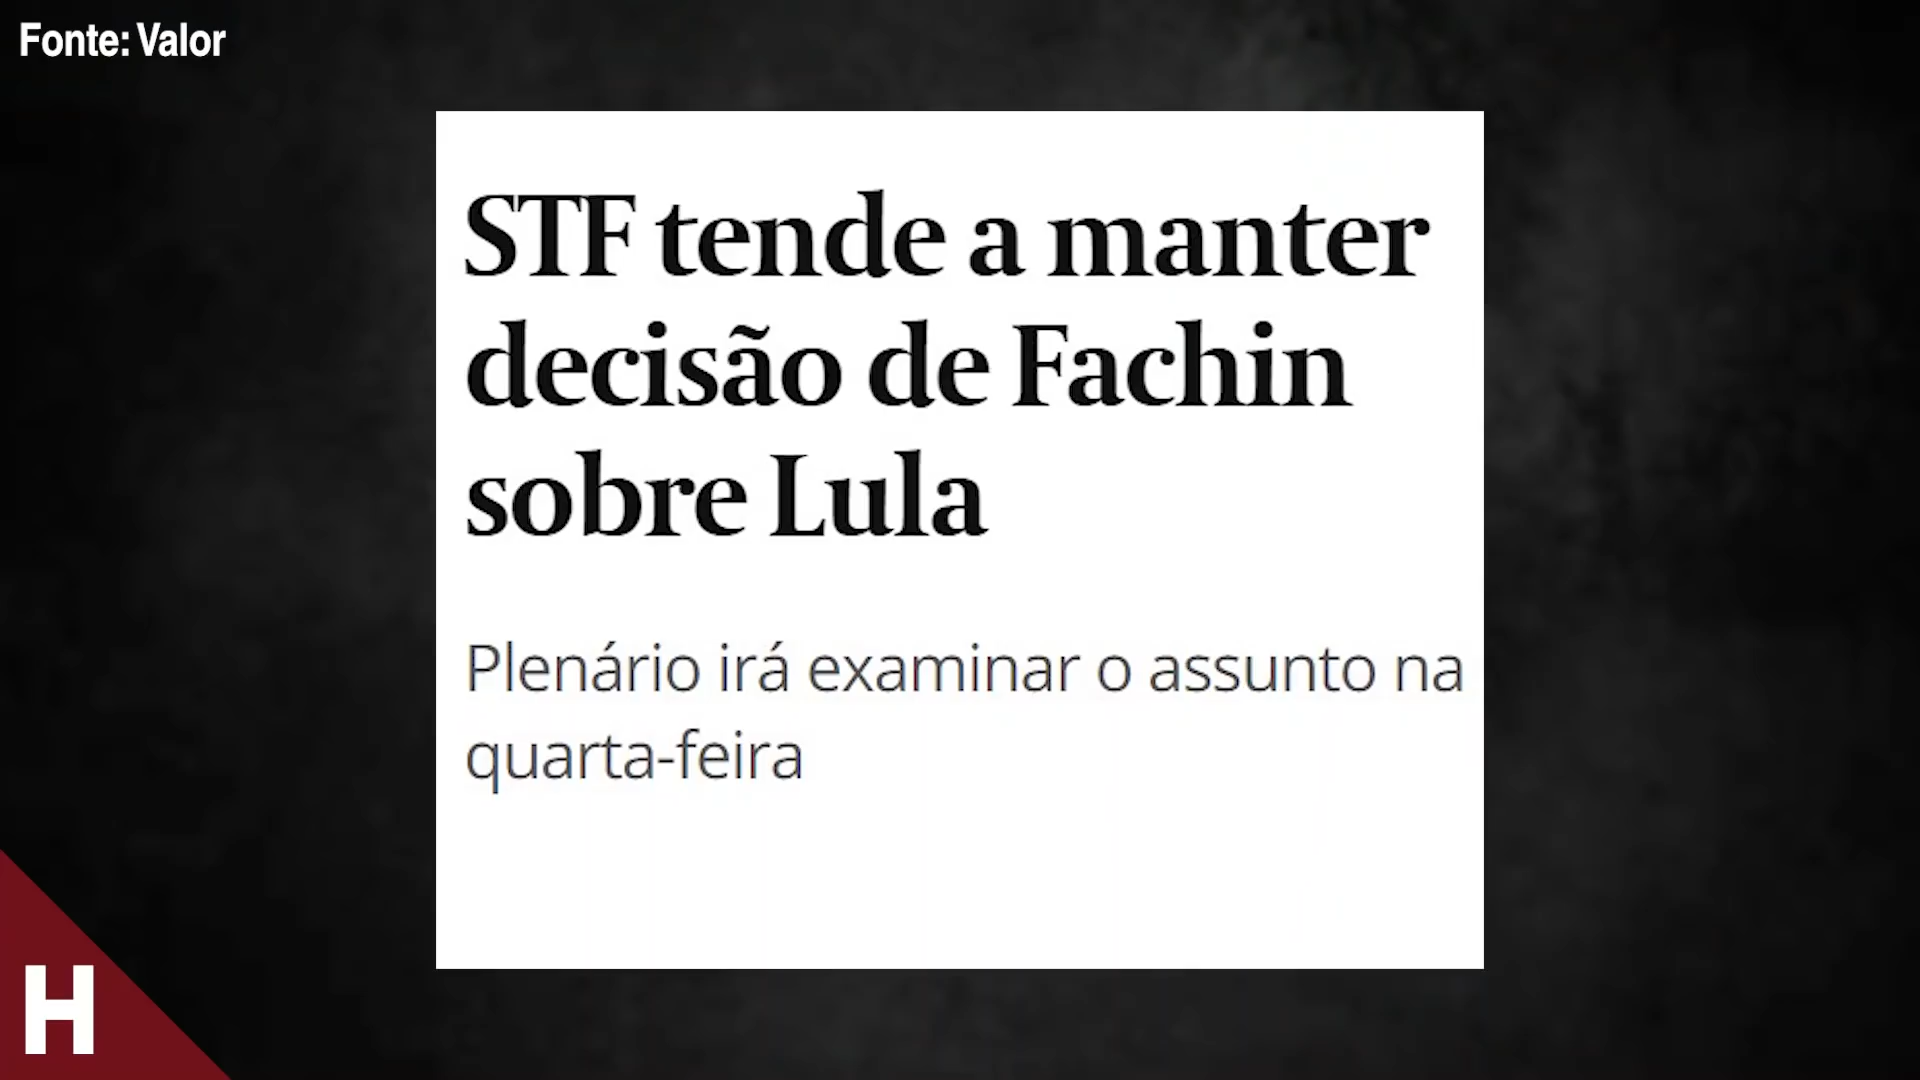 Fonte: Valor
STF tende a manter
decisão de Fachin
sobre Lula
Plenário irá examinar o assunto na
quarta-feira
H